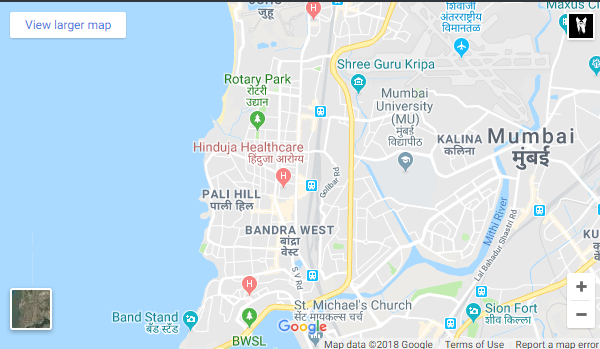 View larger map
JUHU
जुहू
शिवाजी
अंतरराष्ट्रीय
विमानतळ
Maxus C
Shree Guru Kripa
Rotary Park
रोटरी
उद्यान
Mumbai
University
(MU)
मुंबई
विद्यापीठ
KALINA
कलिना
Mumbai
मुंबई
Hinduja Healthcare
हिंदुजा आरोग्य
Golibar Rd
PALI HILL
पाली हिल
Mithi River
Lal Bahadur Shastri Rd
BANDRA WEST
बांद्रा
वेस्ट
KU
S V Rd
St. Michael's Church
सेंट मायकल्स चर्च
Sion Fort
शीव किल्ला
Band Stand
बँड स्टँड
BWSL
Google
Map data ©2018 Google
Terms of Use
Report a map error